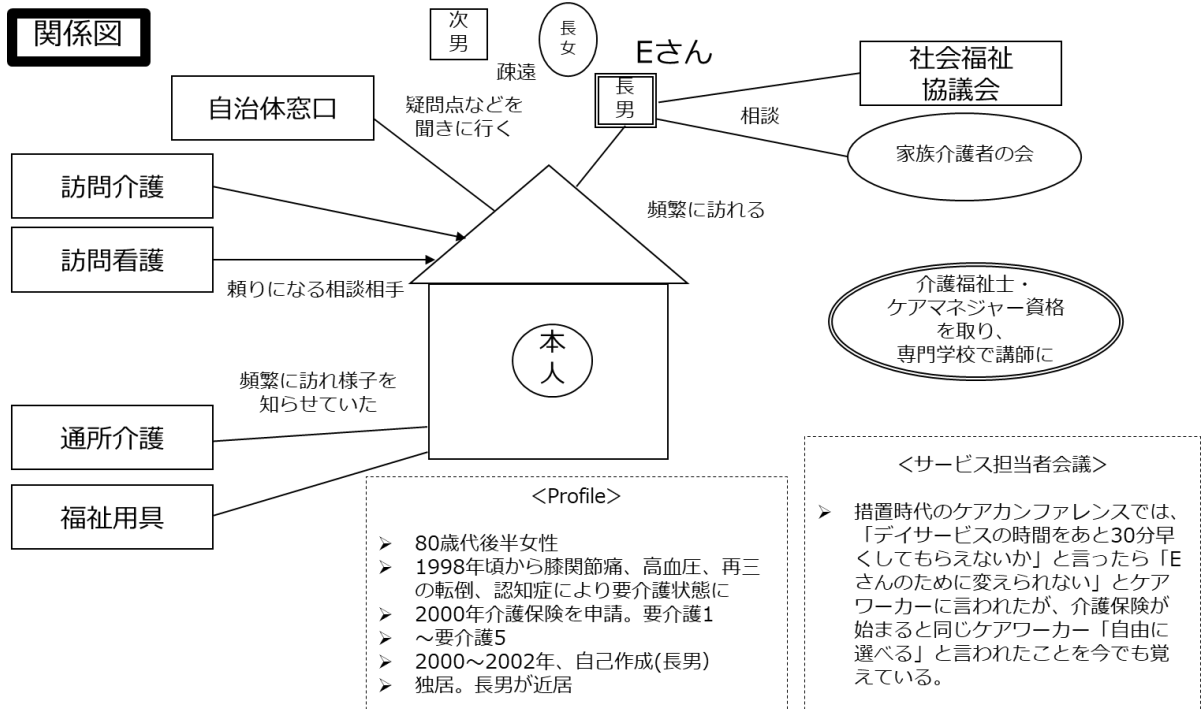 関係図
次
男
長
女
疎遠
Eさん
長
男
社会福祉
協議会
相談
家族介護者の会
自治体窓口
疑問点などを
聞きに行く
訪問介護
訪問看護
頼りになる相談相手
頻繁に訪れる
介護福祉士・
ケアマネジャー資格
を取り、
専門学校で講師に
本
人
頻繁に訪れ様子を
知らせていた
通所介護
福祉用具
<Profile>
➢ 80歳代後半女性
➢ 1998年頃から膝関節痛、高血圧、再三
の転倒、認知症により要介護状態に
➢ 2000年介護保険を申請。要介護1
➢ ～要介護5
➢ 2000～2002年、自己作成(長男)
➢ 独居。長男が近居
<サービス担当者会議>
➢ 措置時代のケアカンファレンスでは、
「デイサービスの時間をあと30分早
くしてもらえないか」と言ったら「E
さんのために変えられない」とケア
ワーカーに言われたが、介護保険が
始まると同じケアワーカー「自由に
選べる」と言われたことを今でも覚
えている。